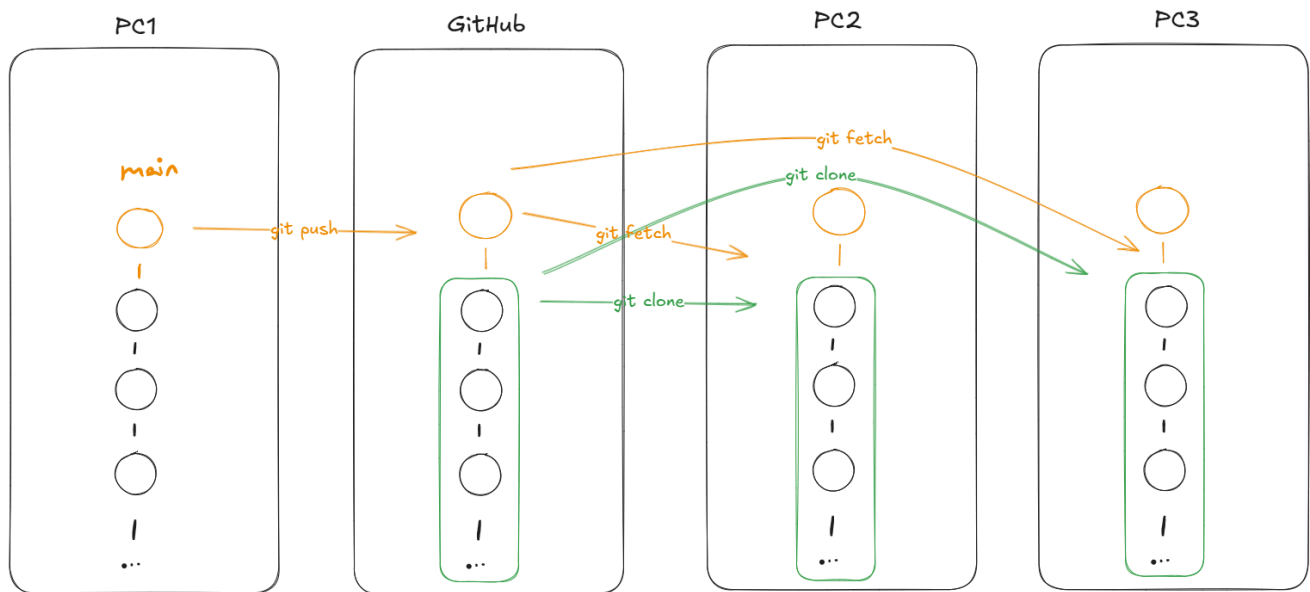 PC1
GitHub
PC2
PC3
git fetch
main
git clone
git push
git fetch
git clone